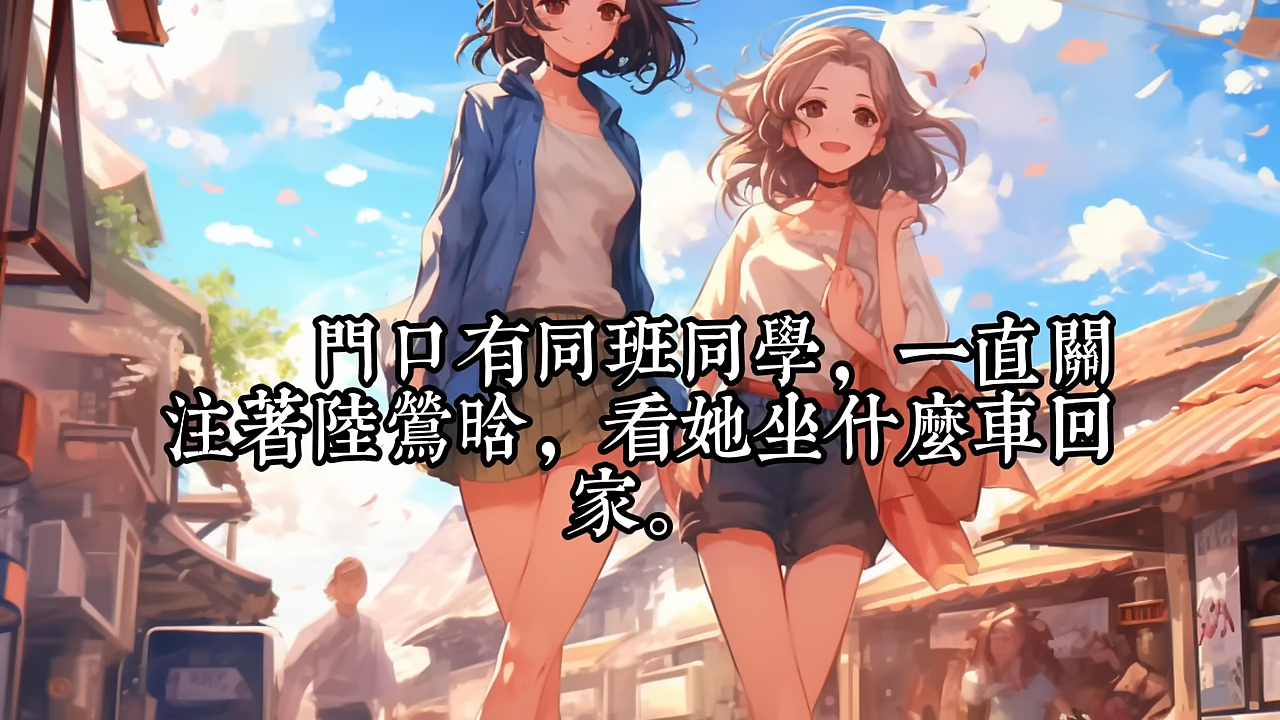 門口有同班同學，一直關
注著陸鶯晗，看她坐什麼車回
家。